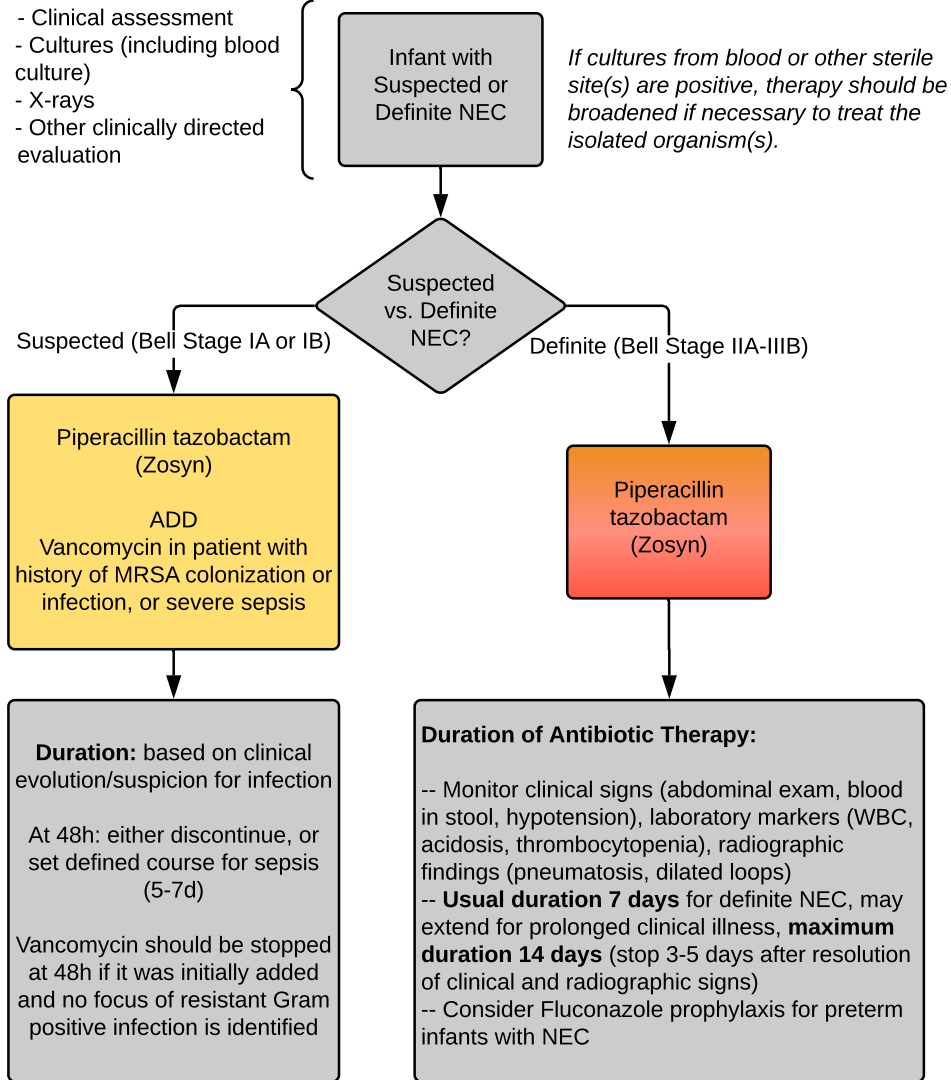 - Clinical assessment
- Cultures (including blood
culture)
- X-rays
- Other clinically directed
evaluation
Infant with
Suspected or
Definite NEC
If cultures from blood or other sterile
site(s) are positive, therapy should be
broadened if necessary to treat the
isolated organism(s).
Suspected
vs. Definite
NEC?
Suspected (Bell Stage IA or IB)
Definite (Bell Stage IIA-IIIB)
Piperacillin tazobactam
(Zosyn)
ADD
Vancomycin in patient with
history of MRSA colonization or
infection, or severe sepsis
Piperacillin
tazobactam
(Zosyn)
Duration: based on clinical
evolution/suspicion for infection
At 48h: either discontinue, or
set defined course for sepsis
(5-7d)
Vancomycin should be stopped
at 48h if it was initially added
and no focus of resistant Gram
positive infection is identified
Duration of Antibiotic Therapy:
-- Monitor clinical signs (abdominal exam, blood
in stool, hypotension), laboratory markers (WBC,
acidosis, thrombocytopenia), radiographic
findings (pneumatosis, dilated loops)
-- Usual duration 7 days for definite NEC, may
extend for prolonged clinical illness, maximum
duration 14 days (stop 3-5 days after resolution
of clinical and radiographic signs)
-- Consider Fluconazole prophylaxis for preterm
infants with NEC